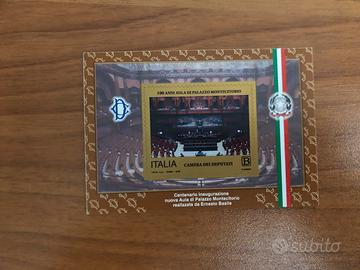 100 ANNI AULA DI PALAZZO MONTECITORIO
ITALIA
CAMERA DEI DEPUTATI
B
Centenario inaugurazione
nuova Aula di Palazzo Montecitorio
realizzata da Ernesto Basile
subito